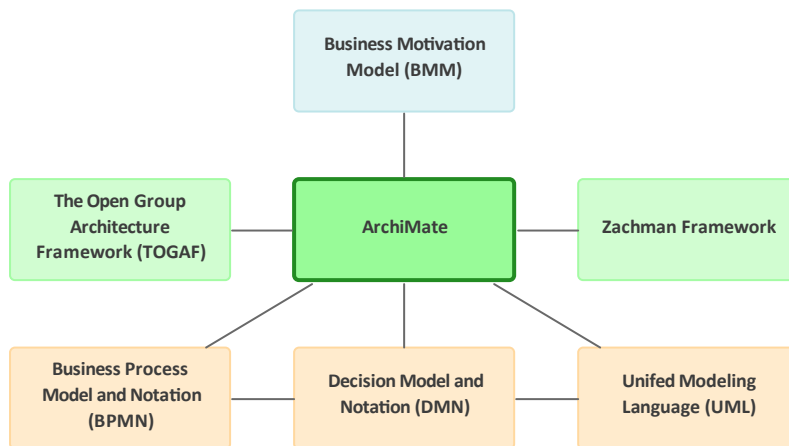 Business Motivation
Model (BMM)
The Open Group
Architecture
Framework (TOGAF)
ArchiMate
Zachman Framework
Business Process
Model and Notation
(BPMN)
Decision Model and
Notation (DMN)
Unifed Modeling
Language (UML)